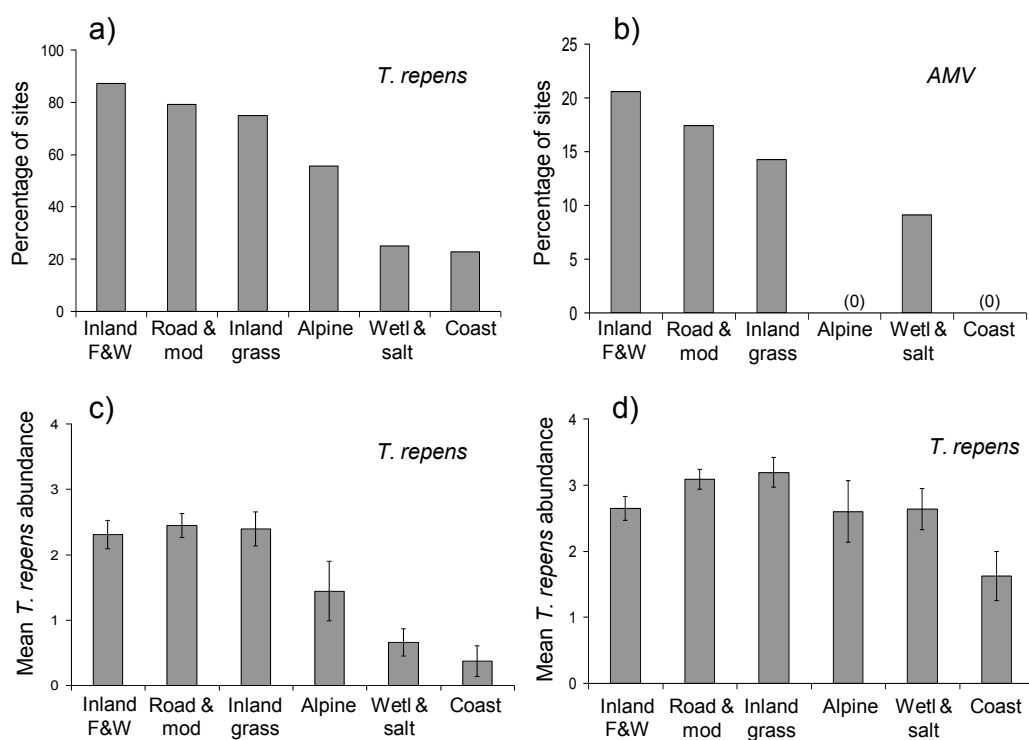 a)
T. repens
Percentage of sites
100
80
60
40
20
0
Inland F&W
Road & mod
Inland grass
Alpine
Wetl & salt
Coast
b)
AMV
Percentage of sites
25
20
15
10
5
0
(0)
(0)
Inland F&W
Road & mod
Inland grass
Alpine
Wetl & salt
Coast
c)
T. repens
Mean T. repens abundance
4
3
2
1
0
Inland F&W
Road & mod
Inland grass
Alpine
Wetl & salt
Coast
d)
T. repens
Mean T. repens abundance
4
3
2
1
0
Inland F&W
Road & mod
Inland grass
Alpine
Wetl & salt
Coast